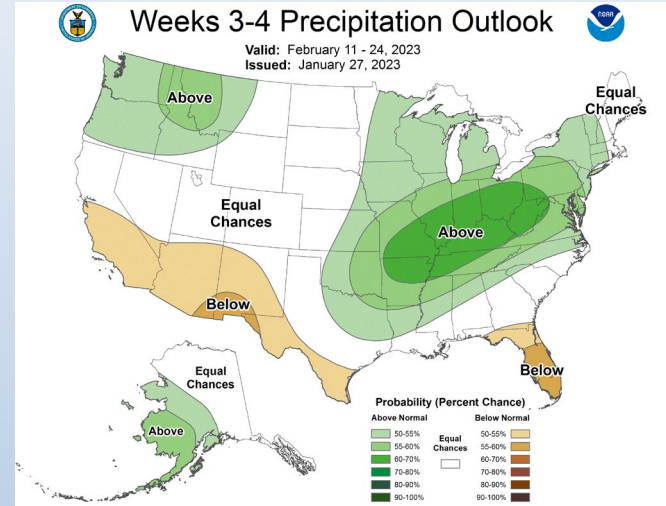 Weeks 3-4 Precipitation Outlook
Valid: February 11 - 24, 2023
Issued: January 27, 2023
NOAA
Above
Equal
Chances
Equal
Chances
Above
Below
Below
Equal
Chances
Above
Probability (Percent Chance)
Above Normal
Below Normal
Equal
Chances
50-55%
55-60%
60-70%
70-80%
80-90%
90-100%
50-55%
55-60%
60-70%
70-80%
80-90%
90-100%